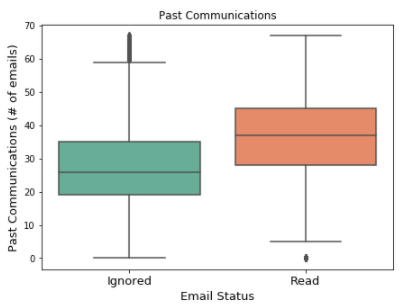 Past Communications
Past Communications (# of emails)
70
60
50
40
30
20
10
0
Ignored
Read
Email Status